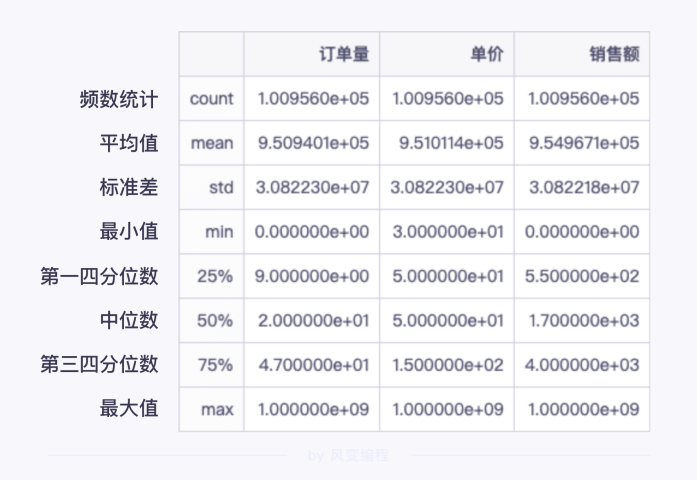 订单量 单价 销售额
频数统计 count 1.009560e+05 1.009560e+05 1.009560e+05
平均值 mean 9.509401e+05 9.510114e+05 9.549671e+05
标准差 std 3.082230e+07 3.082230e+07 3.082218e+07
最小值 min 0.000000e+00 3.000000e+01 0.000000e+00
第一四分位数 25% 9.000000e+00 5.000000e+01 5.500000e+02
中位数 50% 2.000000e+01 5.000000e+01 1.700000e+03
第三四分位数 75% 4.700000e+01 1.500000e+02 4.000000e+03
最大值 max 1.000000e+09 1.000000e+09 1.000000e+09
by 风变编程